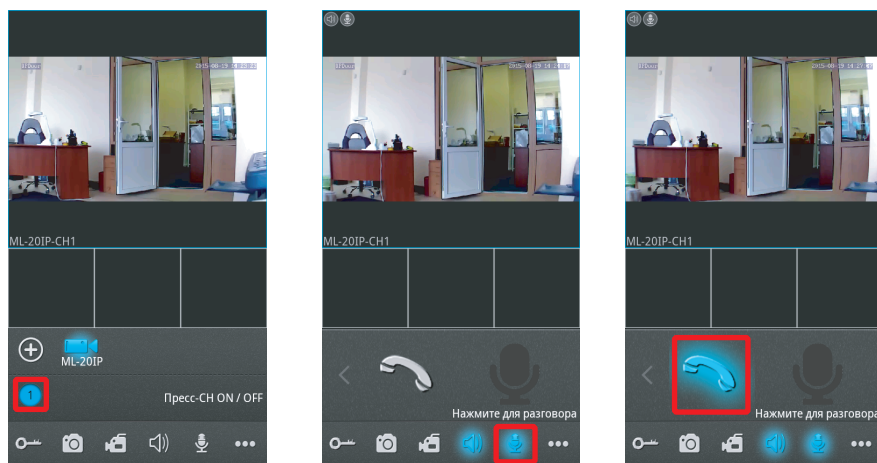 ML-20IP-CH1
ML-20IP
1
Пресс-CH ON / OFF
ML-20IP-CH1
Нажмите для разговора
ML-20IP-CH1
Нажмите для разговора